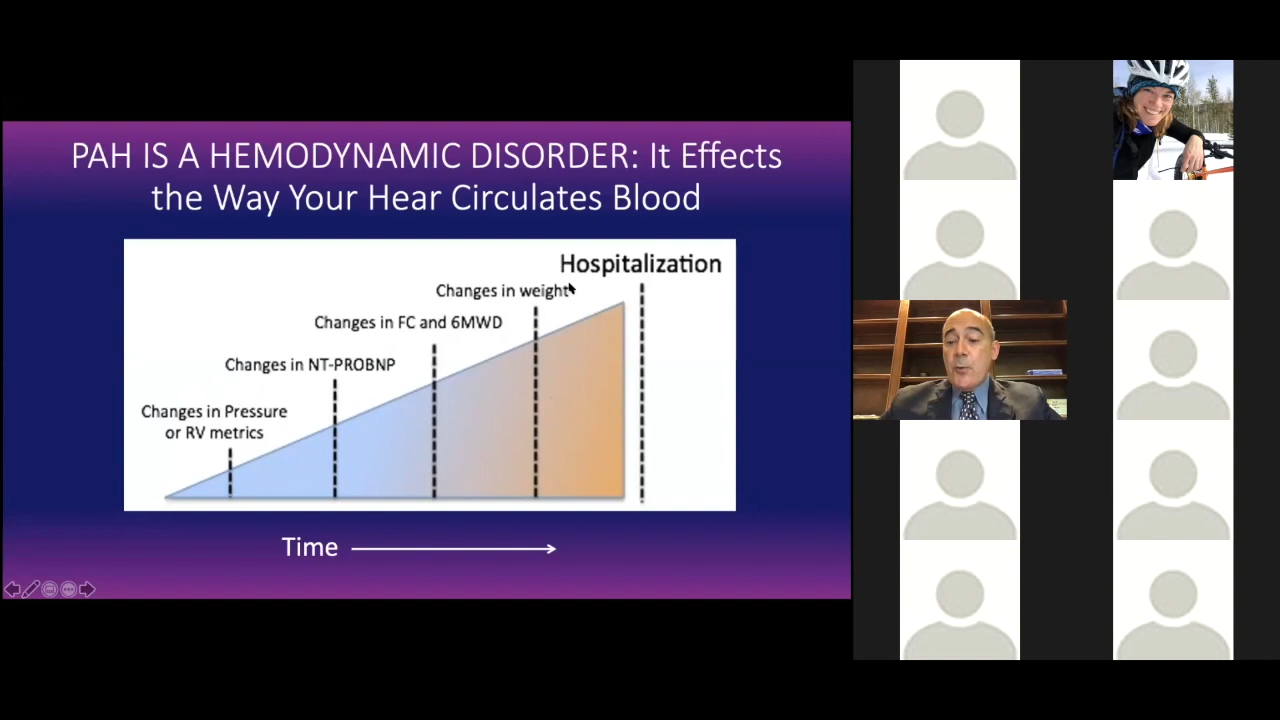 PAH IS A HEMODYNAMIC DISORDER: It Effects
the Way Your Hear Circulates Blood
Hospitalization
Changes in weight
Changes in FC and 6MWD
Changes in NT-PROBNP
Changes in Pressure
or RV metrics
Time